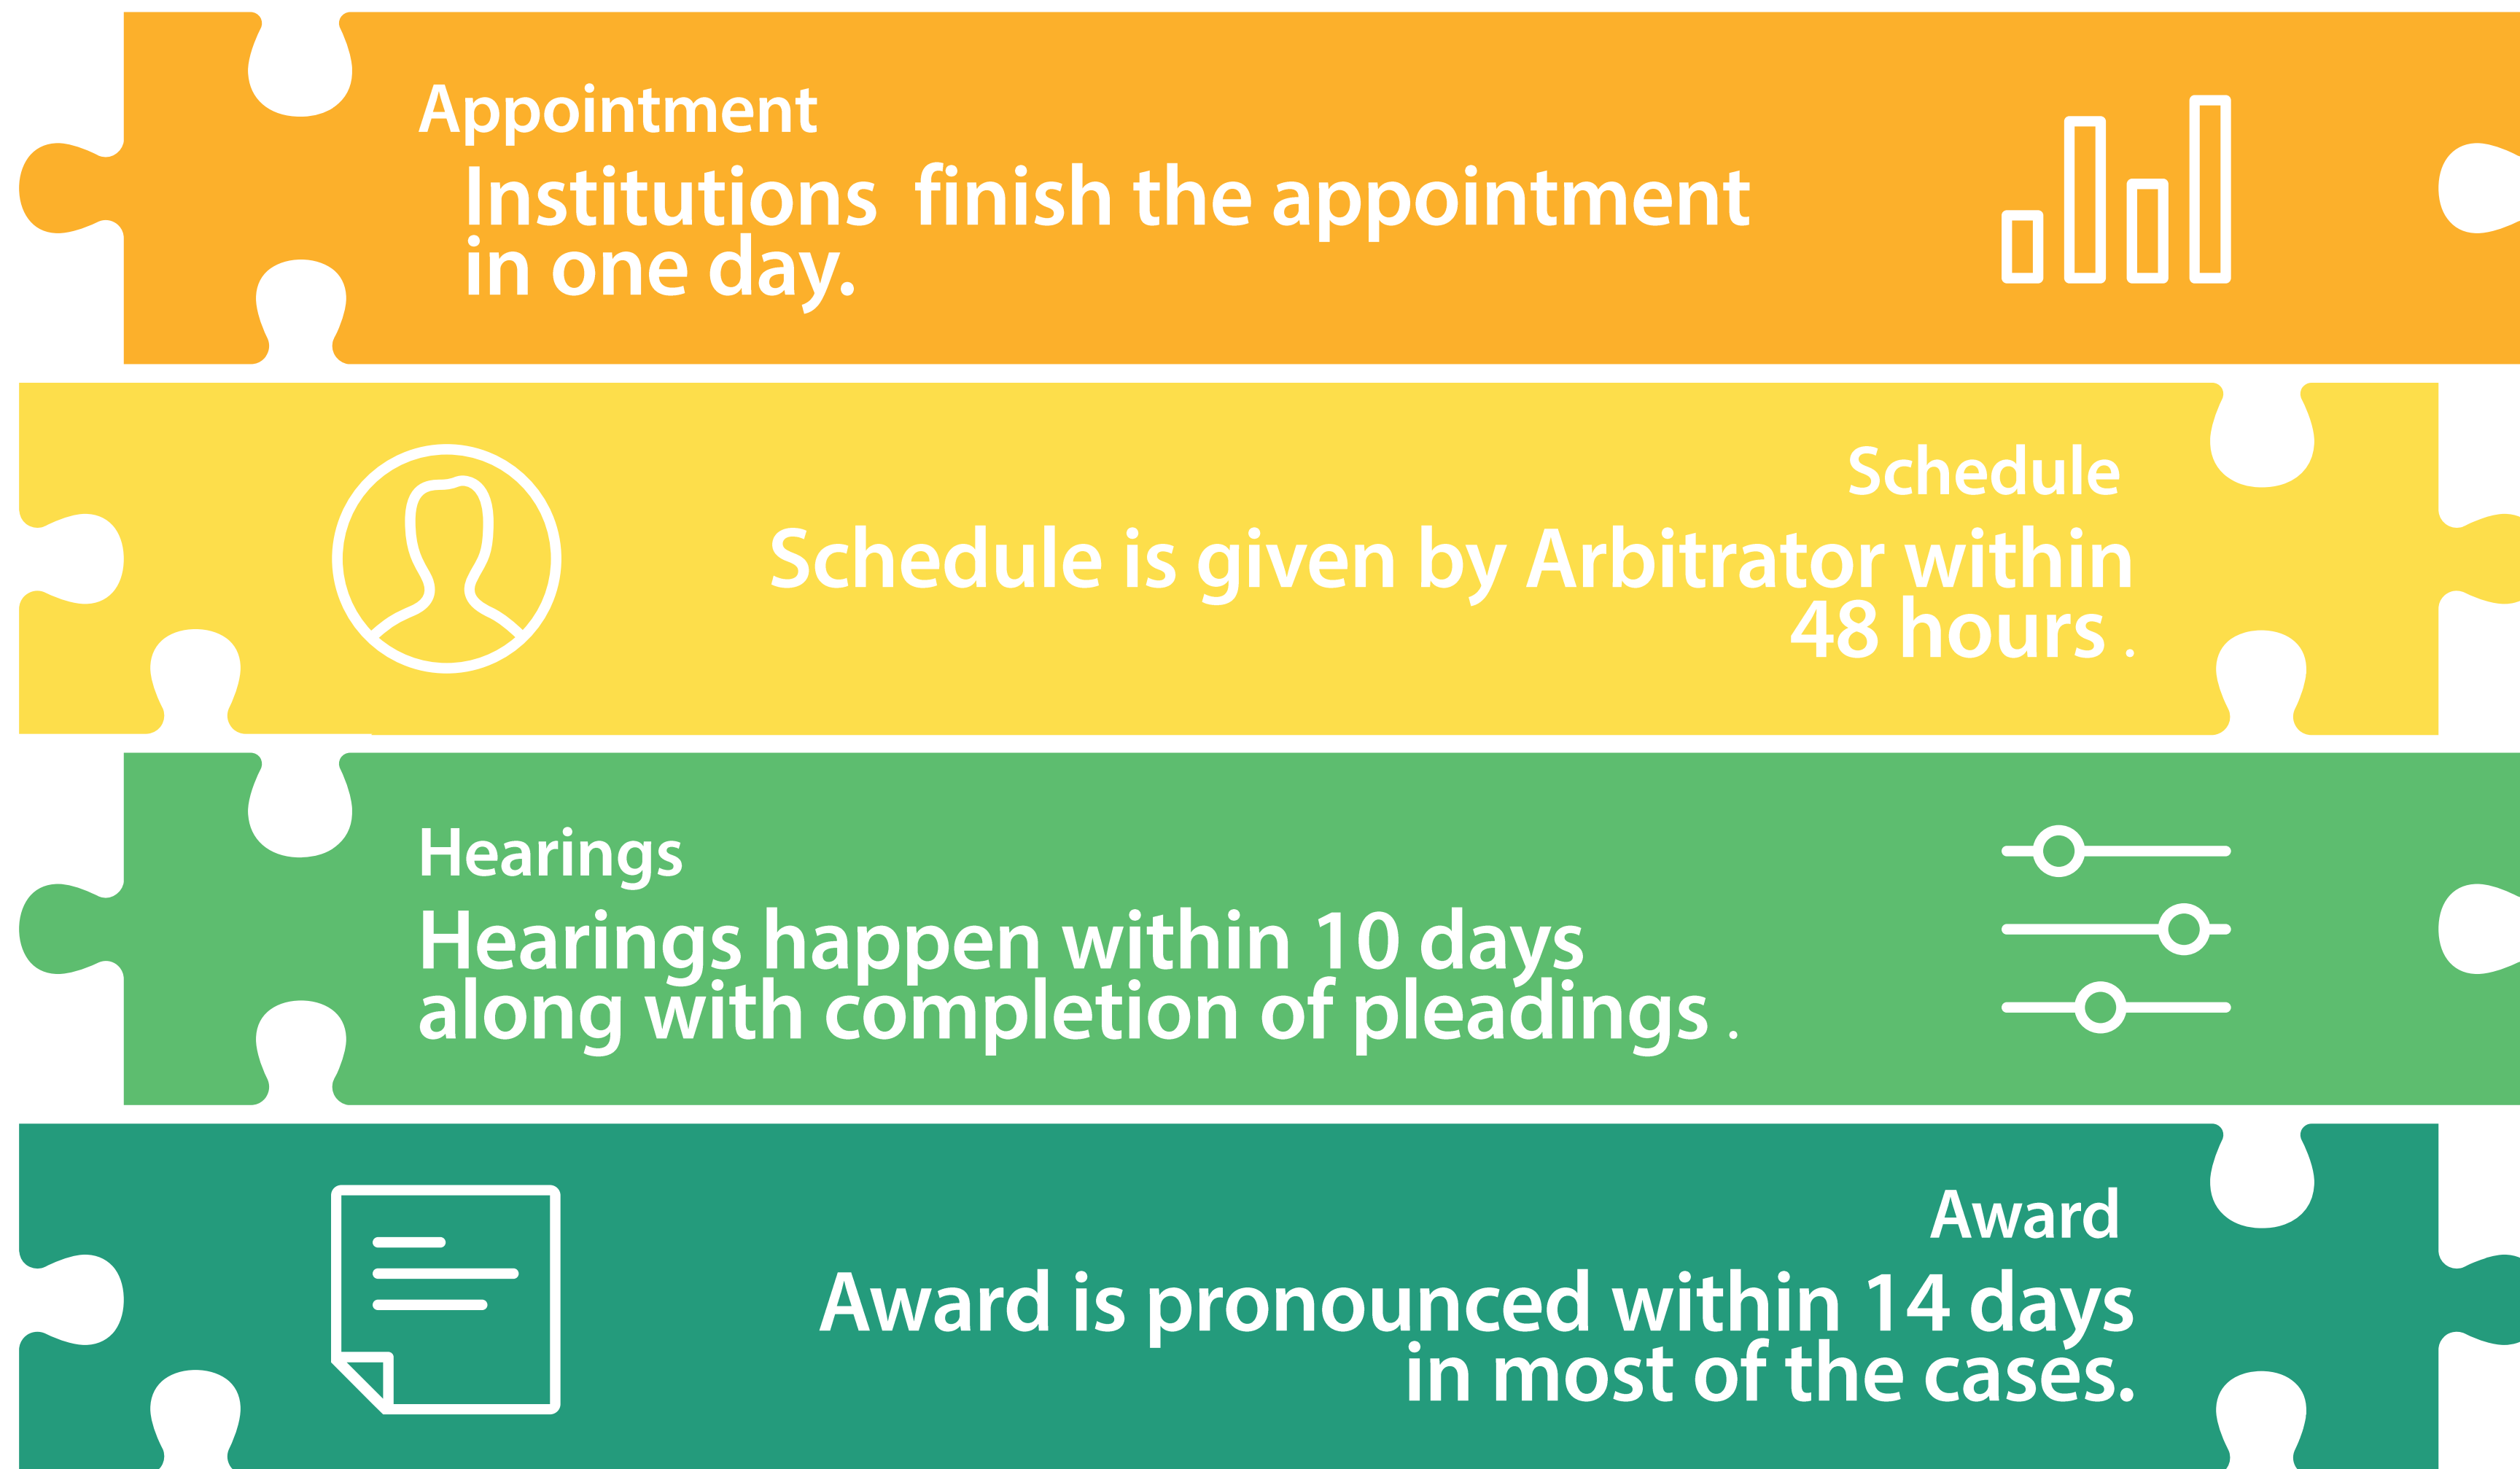 Appointment
Institutions finish the appointment
in one day.
Schedule
Schedule is given by Arbitrator within
48 hours .
Hearings
Hearings happen within 10 days
along with completion of pleadings .
Award
Award is pronounced within 14 days
in most of the cases.